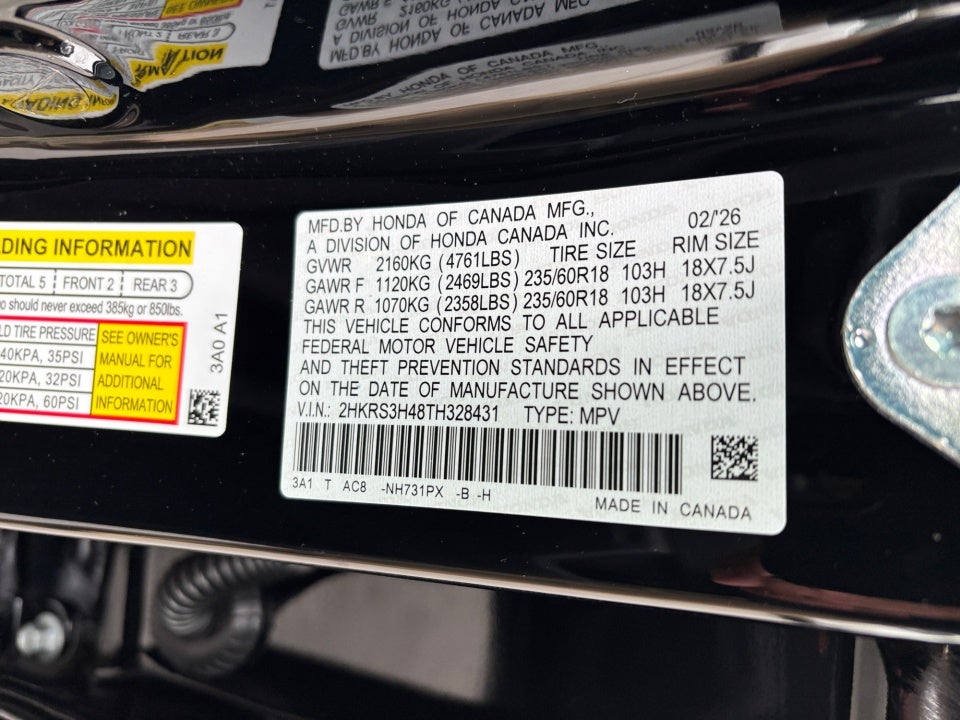 MFD.BY HONDA OF CANADA MFG., 02/'26
A DIVISION OF HONDA CANADA INC.
GVWR 2160KG (4761LBS) TIRE SIZE RIM SIZE
GAWR F 1120KG (2469LBS) 235/60R18 103H 18X7.5J
GAWR R 1070KG (2358LBS) 235/60R18 103H 18X7.5J
THIS VEHICLE CONFORMS TO ALL APPLICABLE
FEDERAL MOTOR VEHICLE SAFETY
AND THEFT PREVENTION STANDARDS IN EFFECT
ON THE DATE OF MANUFACTURE SHOWN ABOVE.
V.I.N.: 2HKRS3H48TH328431 TYPE: MPV
3A1 T AC8 -NH731PX -B -H
MADE IN CANADA
INFORMATION
TOTAL 5 FRONT 2 REAR 3
should never exceed 385kg or 850lbs.
TIRE PRESSURE
35PSI
32PSI
60PSI
SEE OWNER'S
MANUAL FOR
ADDITIONAL
INFORMATION
3A0 A1